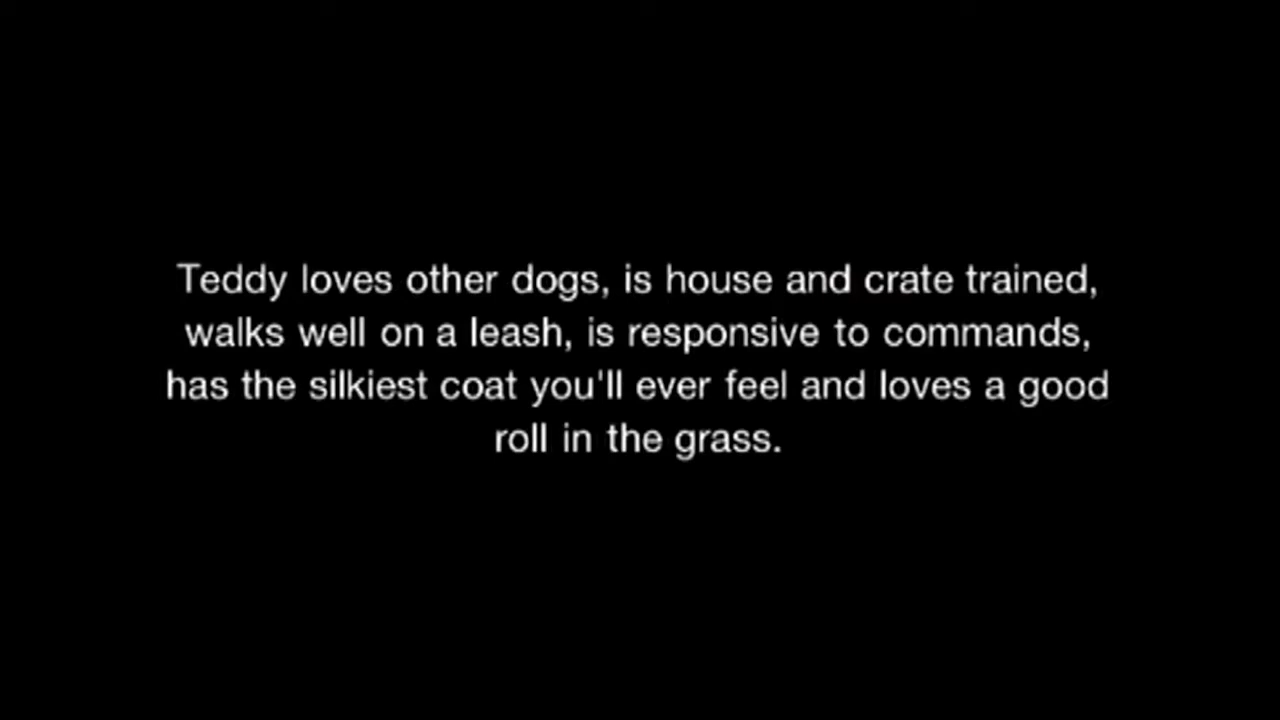 Teddy loves other dogs, is house and crate trained,
walks well on a leash, is responsive to commands,
has the silkiest coat you'll ever feel and loves a good
roll in the grass.